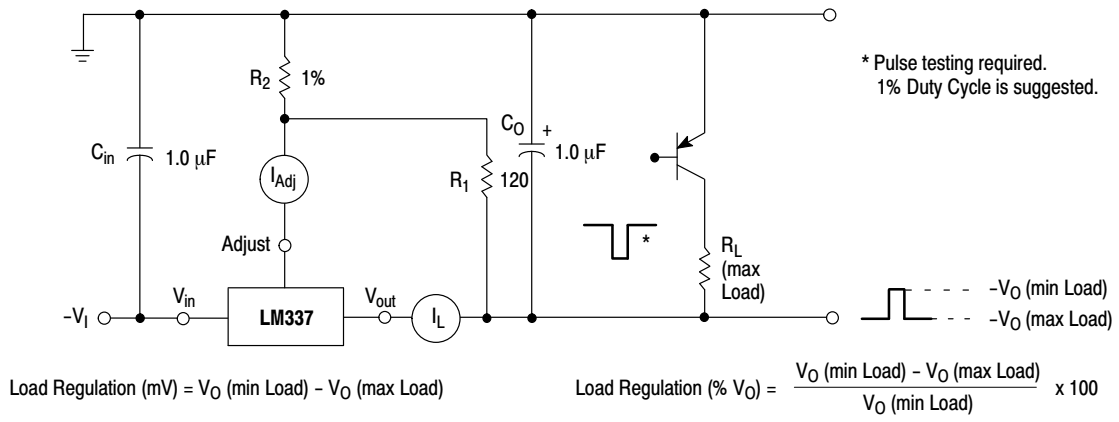 * Pulse testing required.
1% Duty Cycle is suggested.
R2 1%
CO +
1.0 μF
Cin
1.0 μF
IAdj
R1
120
Adjust
*
RL
(max
Load)
–VI
Vin
LM337
Vout
IL
–VO (min Load)
–VO (max Load)
Load Regulation (mV) = VO (min Load) – VO (max Load)
Load Regulation (% VO) = VO (min Load) – VO (max Load)
VO (min Load)
x 100